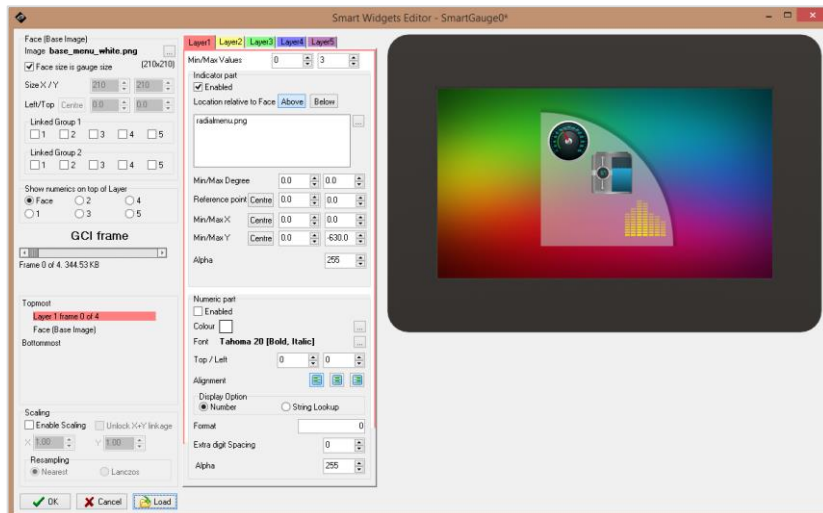 Smart Widgets Editor - SmartGauge0*
Face (Base Image)
Image base_menu_white.png ...
Face size is gauge size (210x210)
Size X / Y 210 210
Left/Top Centre 0.0 0.0
Linked Group 1
1 2 3 4 5
Linked Group 2
1 2 3 4 5
Show numerics on top of Layer
Face 2 4
1 3 5
GCI frame
Frame 0 of 4. 344.53 KB
Topmost
Layer 1 frame 0 of 4
Face (Base Image)
Bottommost
Scaling
Enable Scaling Unlock X+Y linkage
X 1.00 Y 1.00
Resampling
Nearest Lanczos
OK Cancel Load
Layer1 Layer2 Layer3 Layer4 Layer5
Min/Max Values 0 3
Indicator part
Enabled
Location relative to Face Above Below
radialmenu.png ...
Min/Max Degree 0.0 0.0
Reference point Centre 0.0 0.0
Min/Max X Centre 0.0 0.0
Min/Max Y Centre 0.0 -630.0
Alpha 255
Numeric part
Enabled
Colour ...
Font Tahoma 20 [Bold, Italic] ...
Top / Left 0 0
Alignment
Display Option
Number String Lookup
Format 0
Extra digit Spacing 0
Alpha 255